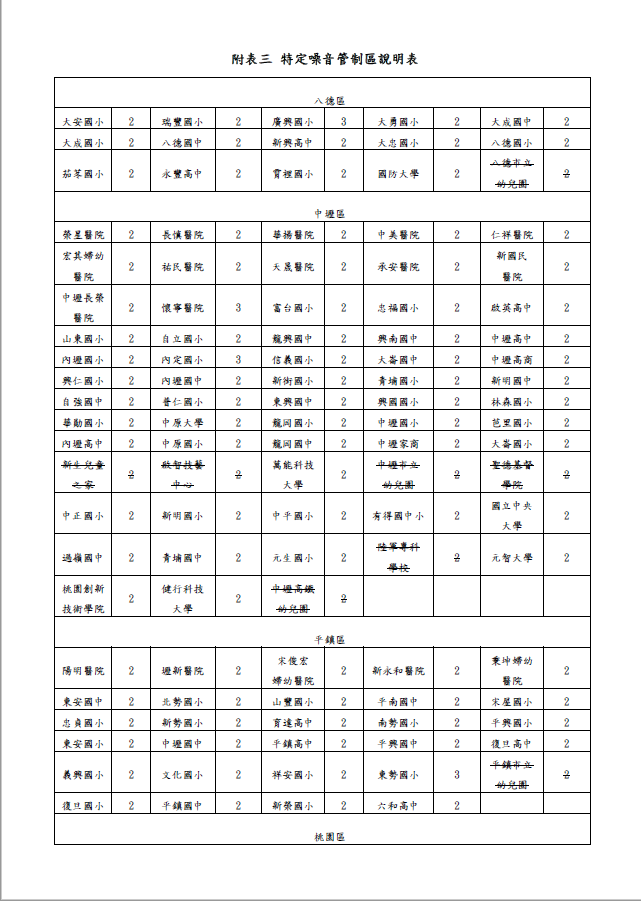 附表三 特定噪音管制區說明表
八德區
大安國小 2 瑞豐國小 2 廣興國小 3 大勇國小 2 大成國中 2
大成國小 2 八德國中 2 新興高中 2 大忠國小 2 八德國小 2
茄苳國小 2 永豐高中 2 霄裡國小 2 國防大學 2 八德市立幼兒園 2
中壢區
榮星醫院 2 長慎醫院 2 華揚醫院 2 中美醫院 2 仁祥醫院 2
宏其婦幼醫院 2 祐民醫院 2 天晟醫院 2 承安醫院 2 新國民醫院 2
中壢長榮醫院 2 懷寧醫院 3 富台國小 2 忠福國小 2 啟英高中 2
山東國小 2 自立國小 2 龍興國中 2 興南國中 2 中壢高中 2
內壢國小 2 內定國小 3 信義國小 2 大崙國中 2 中壢高商 2
興仁國小 2 內壢國中 2 新街國小 2 青埔國小 2 新明國中 2
自強國中 2 普仁國小 2 東興國中 2 興國國小 2 林森國小 2
華勛國小 2 中原大學 2 龍岡國小 2 中壢國小 2 芭里國小 2
內壢高中 2 中原國小 2 龍岡國中 2 中壢家商 2 大崙國小 2
新生兒童之家 2 啟智技藝中心 2 萬能科技大學 2 中壢市立幼兒園 2 聖德基督學院 2
中正國小 2 新明國小 2 中平國小 2 有得國中小 2 國立中央大學 2
過嶺國中 2 青埔國中 2 元生國小 2 陸軍專科學校 2 元智大學 2
桃園創新技術學院 2 健行科技大學 2 中壢高鐵幼兒園 2
平鎮區
陽明醫院 2 壢新醫院 2 宋俊宏婦幼醫院 2 新永和醫院 2 秉坤婦幼醫院 2
東安國中 2 北勢國小 2 山豐國小 2 平南國中 2 宋屋國小 2
忠貞國小 2 新勢國小 2 育達高中 2 南勢國小 2 平興國小 2
東安國小 2 中壢國中 2 平鎮高中 2 平興國中 2 復旦高中 2
義興國小 2 文化國小 2 祥安國小 2 東勢國小 3 平鎮市立幼兒園 2
復旦國小 2 平鎮國中 2 新榮國小 2 六和高中 2
桃園區